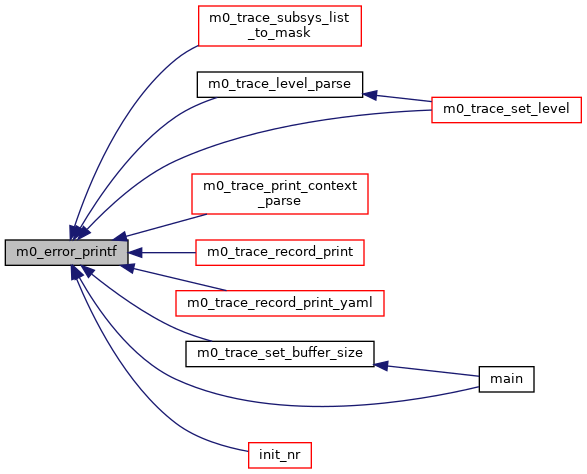 m0_trace_subsys_list
_to_mask
m0_trace_level_parse
m0_trace_set_level
m0_trace_print_context
_parse
m0_error_printf
m0_trace_record_print
m0_trace_record_print_yaml
m0_trace_set_buffer_size
main
init_nr